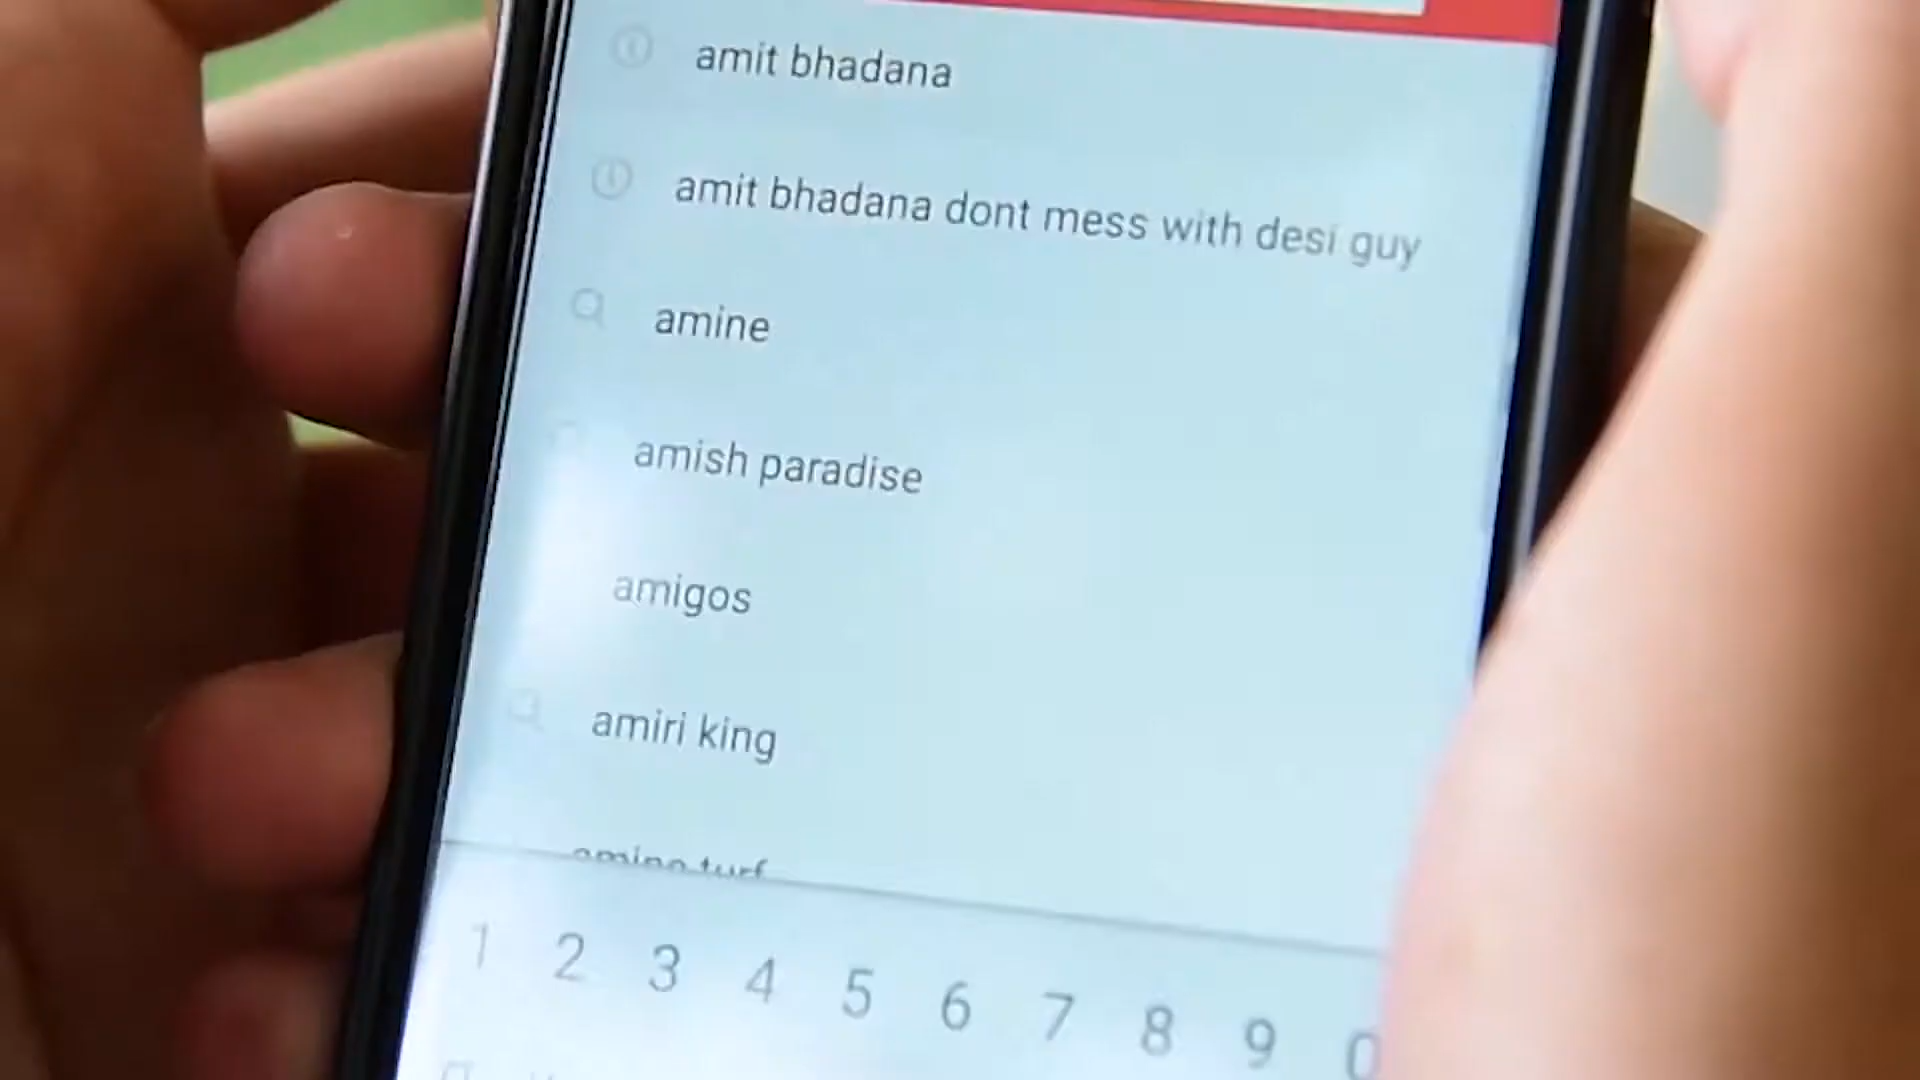 amit bhadana
amit bhadana dont mess with desi guy
amine
amish paradise
amigos
amiri king
1 2 3 4 5 6 7 8 9 0